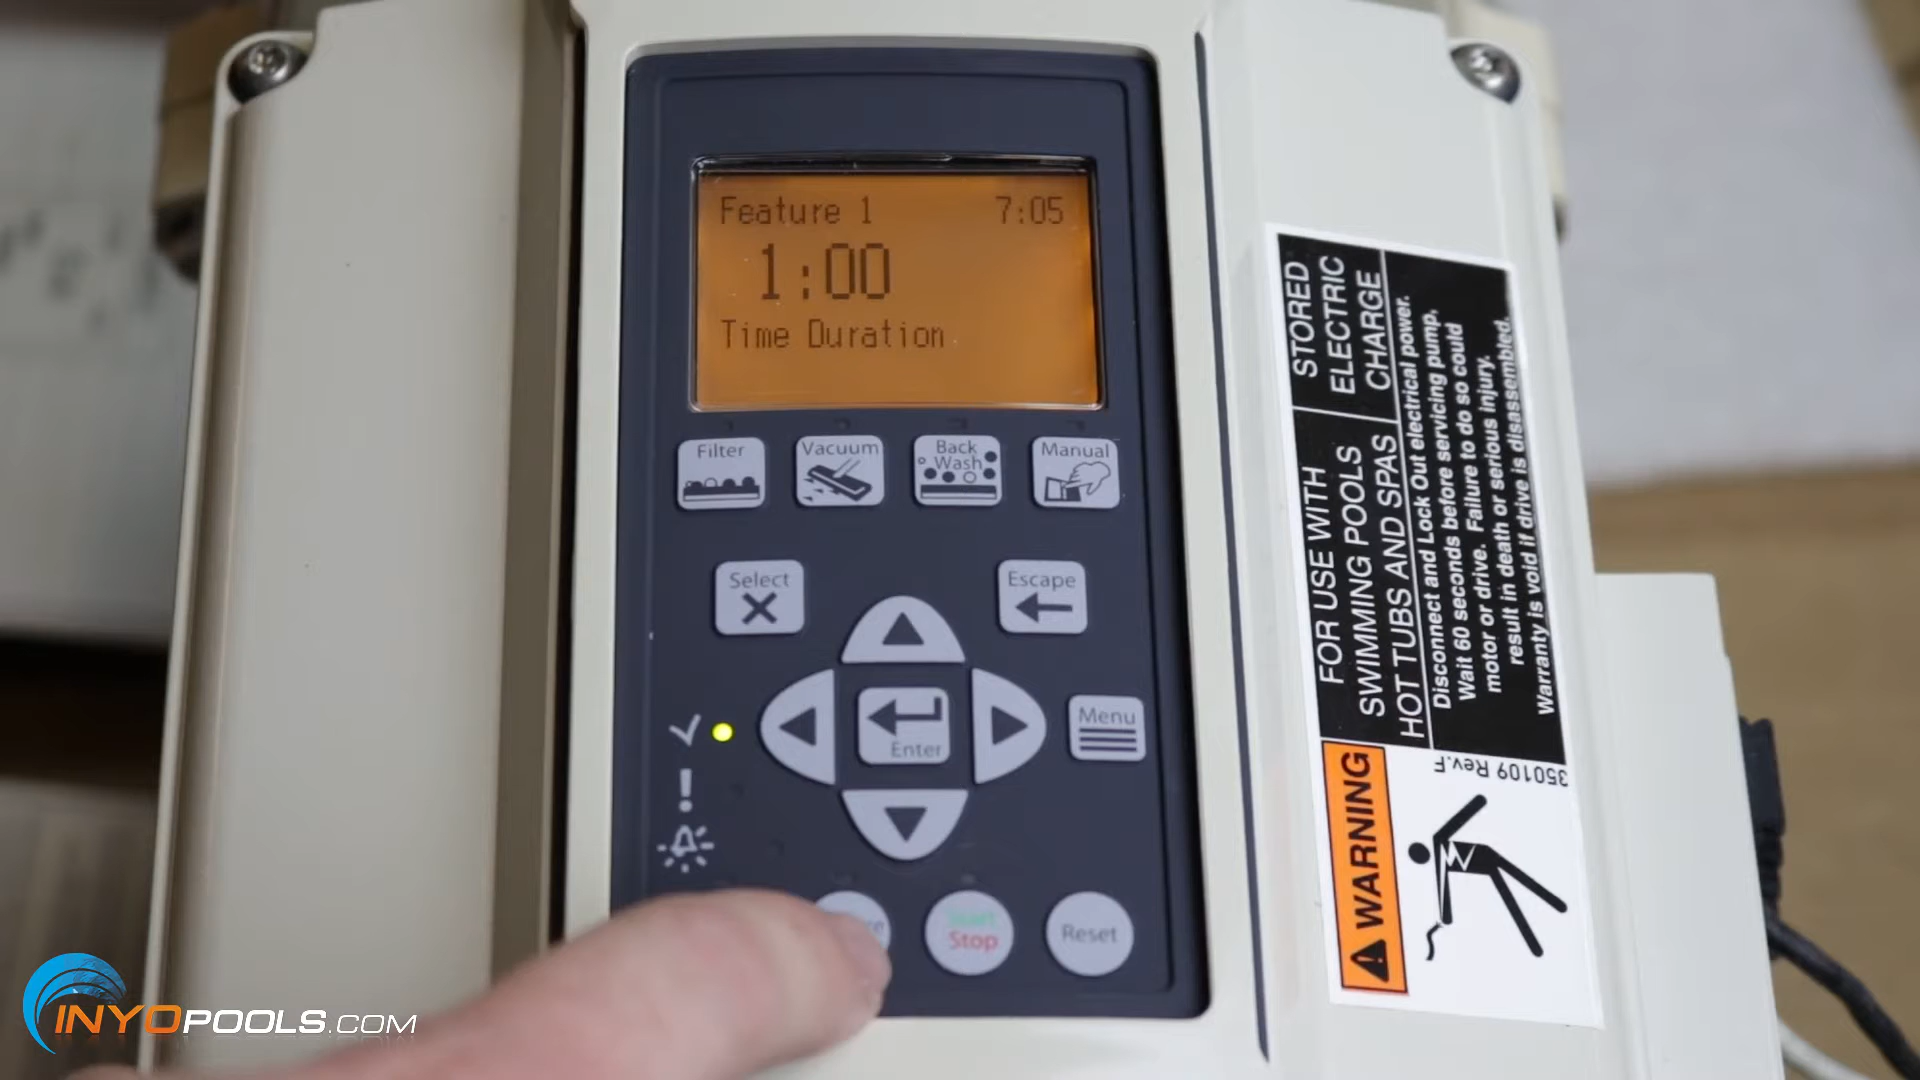 Feature 1 7:05
1:00
Time Duration
Filter
Vacuum
Back
Wash
Manual
Select
Escape
Enter
Menu
Start
Stop
Reset
STORED
ELECTRIC
CHARGE
FOR USE WITH
SWIMMING POOLS
HOT TUBS AND SPAS
Disconnect and Lock Out electrical power.
Wait 60 seconds before servicing pump,
motor or drive. Failure to do so could
result in death or serious injury.
Warranty is void if drive is disassembled.
WARNING
350109 Rev.F
INYOPOOLS.COM